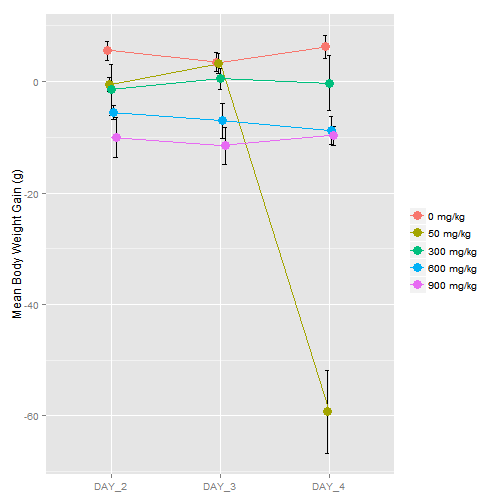 Mean Body Weight Gain (g)
0
-20
-40
-60
DAY_2
DAY_3
DAY_4
0 mg/kg
50 mg/kg
300 mg/kg
600 mg/kg
900 mg/kg